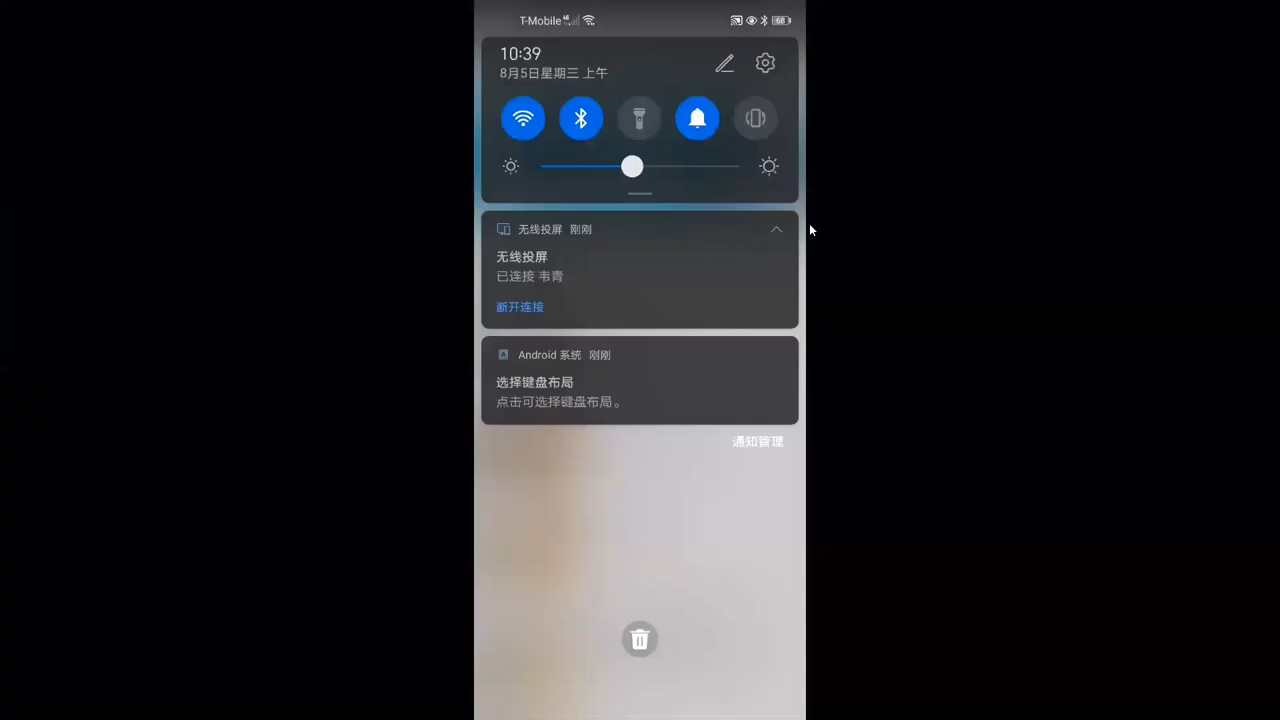 T-Mobile 4G 68
10:39
8月5日星期三 上午
无线投屏 刚刚
无线投屏
已连接 韦青
断开连接
Android 系统 刚刚
选择键盘布局
点击可选择键盘布局。
通知管理